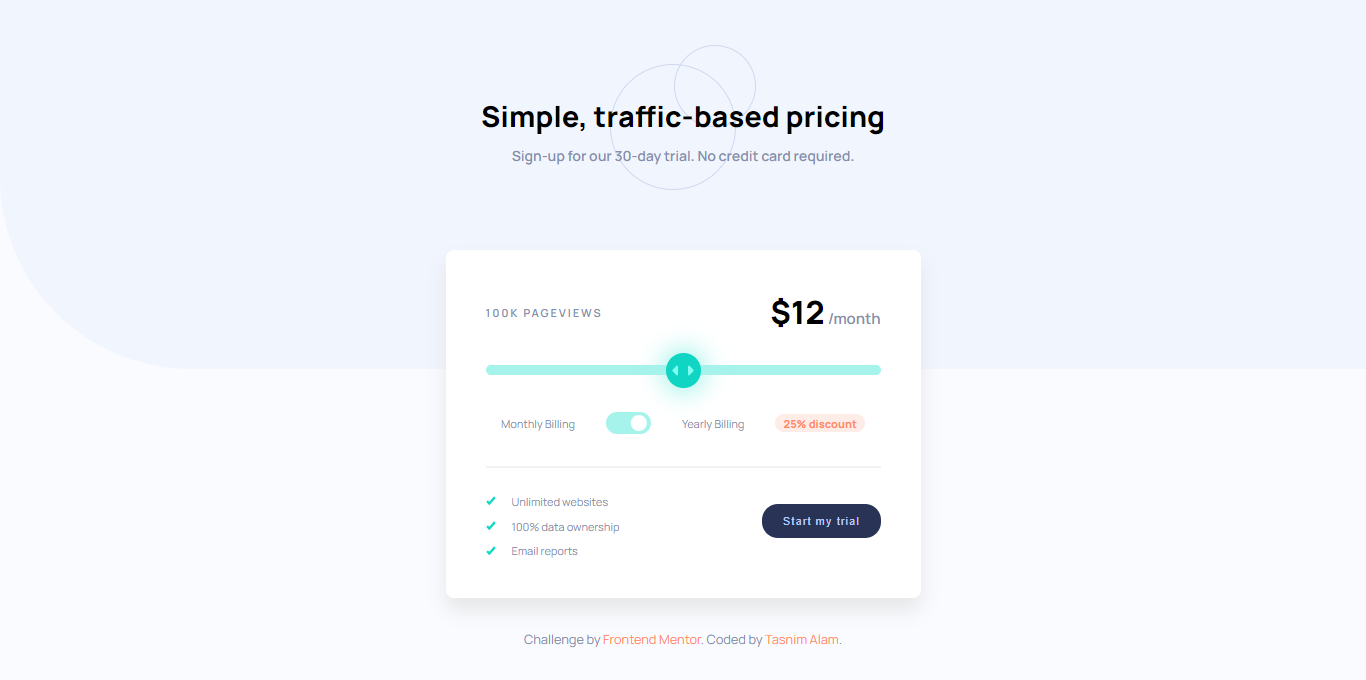 Simple, traffic-based pricing
Sign-up for our 30-day trial. No credit card required.
100K PAGEVIEWS $12 /month
Monthly Billing Yearly Billing 25% discount
Unlimited websites
100% data ownership
Email reports
Start my trial
Challenge by Frontend Mentor. Coded by Tasnim Alam.